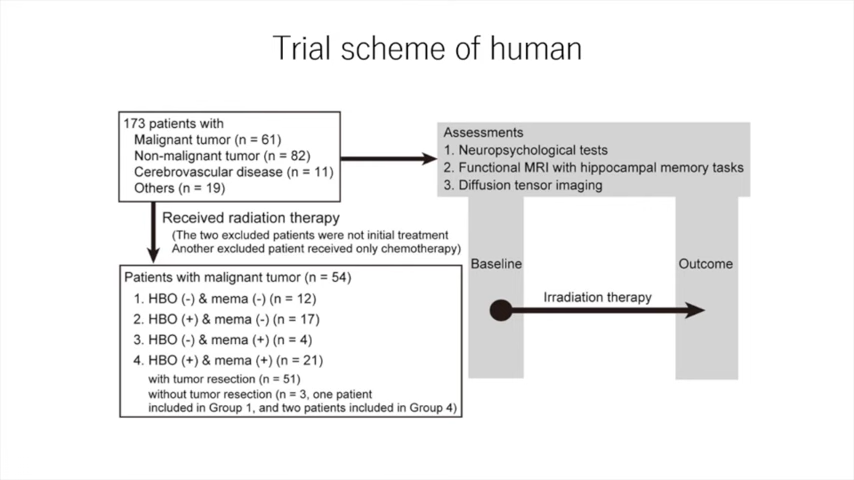 Trial scheme of human
173 patients with
Malignant tumor (n = 61)
Non-malignant tumor (n = 82)
Cerebrovascular disease (n = 11)
Others (n = 19)
Received radiation therapy
(The two excluded patients were not initial treatment
Another excluded patient received only chemotherapy)
Patients with malignant tumor (n = 54)
1. HBO (-) & mema (-) (n = 12)
2. HBO (+) & mema (-) (n = 17)
3. HBO (-) & mema (+) (n = 4)
4. HBO (+) & mema (+) (n = 21)
with tumor resection (n = 51)
without tumor resection (n = 3, one patient
included in Group 1, and two patients included in Group 4)
Assessments
1. Neuropsychological tests
2. Functional MRI with hippocampal memory tasks
3. Diffusion tensor imaging
Baseline
Outcome
Irradiation therapy